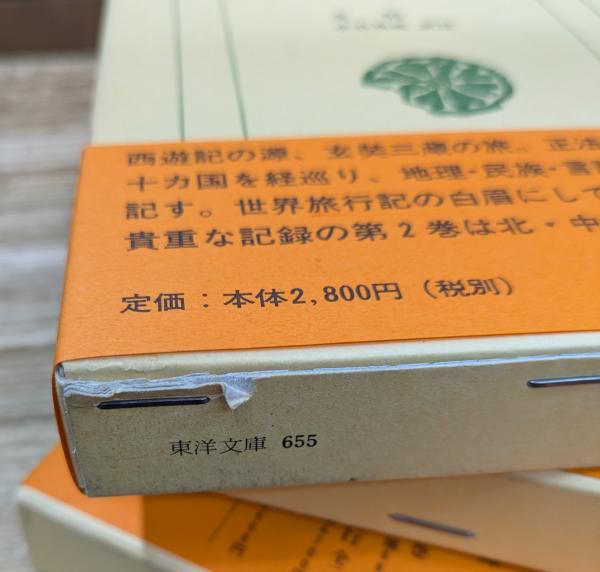 西遊記の源、玄奘三蔵の旅。正法
十カ国を経巡り、地理・民族・言
記す。世界旅行記の白眉にして
貴重な記録の第2巻は北・中
定価：本体2,800円（税別）
東洋文庫 655